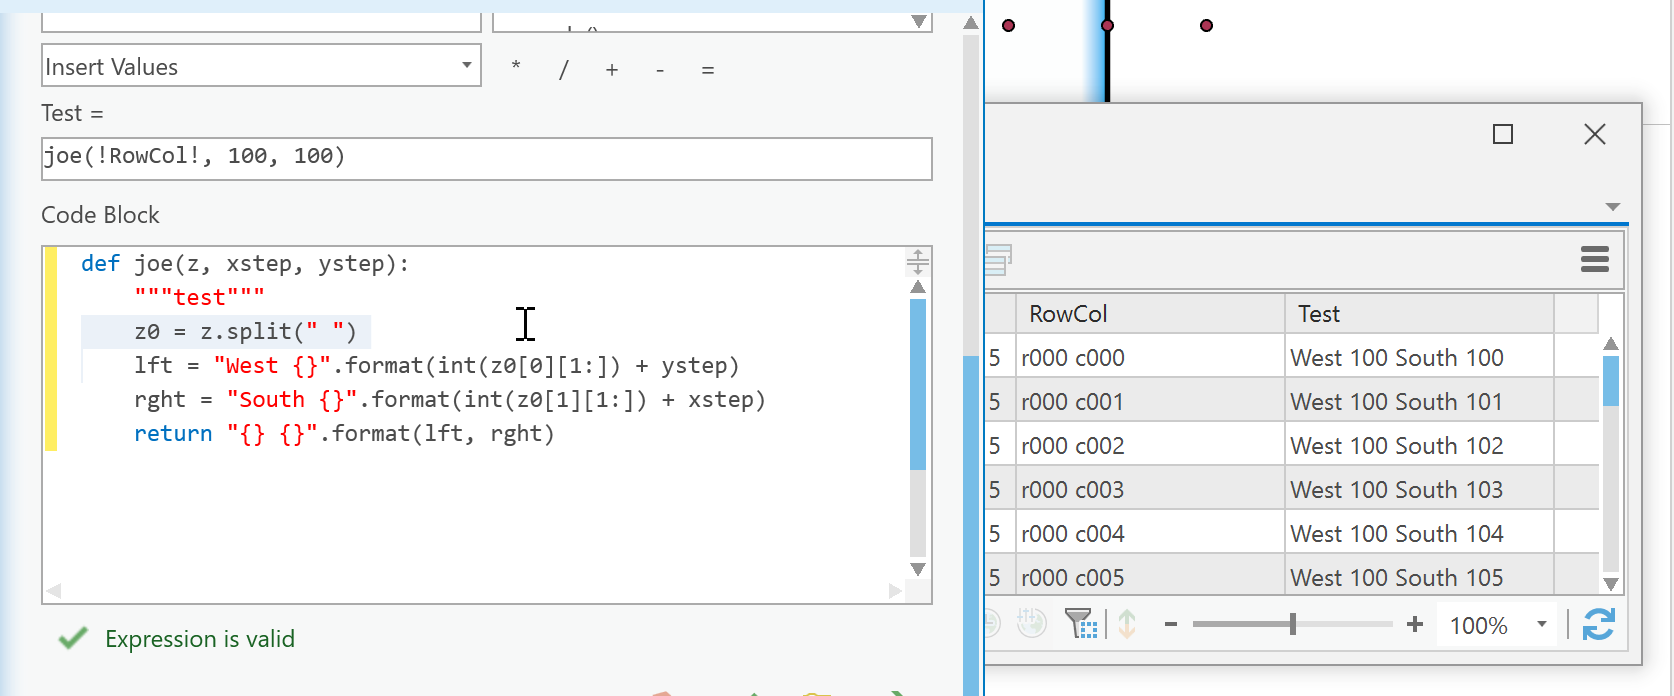 Insert Values
* / + - =
Test =
joe(!RowCol!, 100, 100)
Code Block
def joe(z, xstep, ystep):
"""test"""
z0 = z.split(" ")
lft = "West {}".format(int(z0[0][1:]) + ystep)
rght = "South {}".format(int(z0[1][1:]) + xstep)
return "{} {}".format(lft, rght)
Expression is valid
RowCol Test
5 r000 c000 West 100 South 100
5 r000 c001 West 100 South 101
5 r000 c002 West 100 South 102
5 r000 c003 West 100 South 103
5 r000 c004 West 100 South 104
5 r000 c005 West 100 South 105
- + 100%